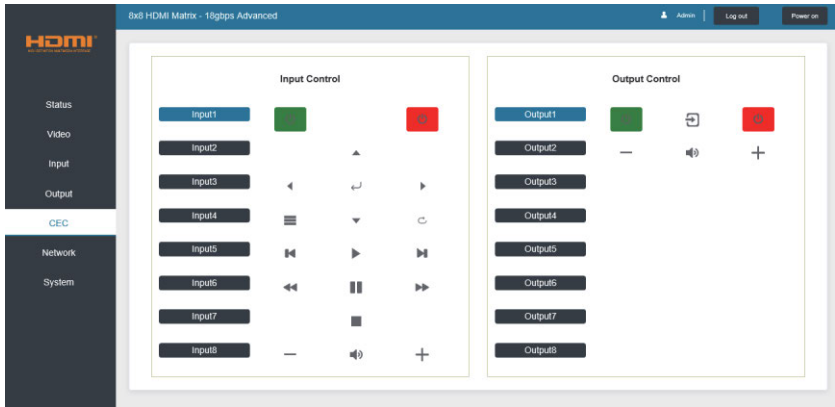 8x8 HDMI Matrix - 18gbps Advanced
Admin
Log out
Power on
HDMI
Status
Video
Input
Output
CEC
Network
System
Input Control
Input1
Input2
Input3
Input4
Input5
Input6
Input7
Input8
Output Control
Output1
Output2
Output3
Output4
Output5
Output6
Output7
Output8